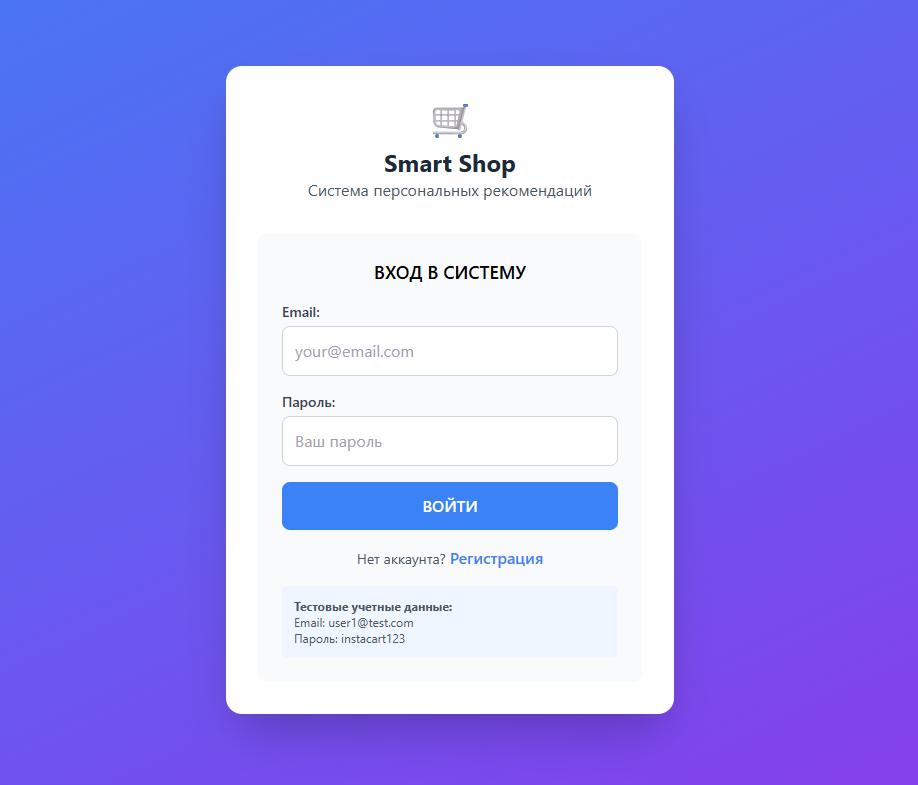 Smart Shop
Система персональных рекомендаций
ВХОД В СИСТЕМУ
Email:
your@email.com
Пароль:
Ваш пароль
ВОЙТИ
Нет аккаунта? Регистрация
Тестовые учетные данные:
Email: user1@test.com
Пароль: instacart123